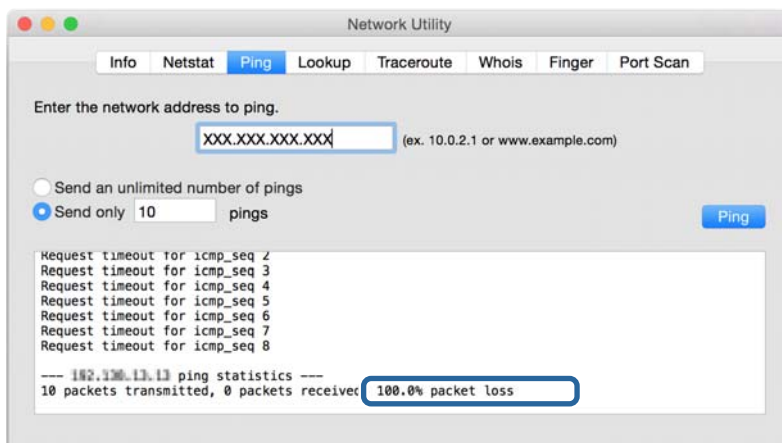 Network Utility
Info Netstat Ping Lookup Traceroute Whois Finger Port Scan
Enter the network address to ping.
XXX.XXX.XXX.XXX (ex. 10.0.2.1 or www.example.com)
Send an unlimited number of pings
Send only 10 pings
Ping
Request timeout for icmp_seq 2
Request timeout for icmp_seq 3
Request timeout for icmp_seq 4
Request timeout for icmp_seq 5
Request timeout for icmp_seq 6
Request timeout for icmp_seq 7
Request timeout for icmp_seq 8
--- ping statistics ---
10 packets transmitted, 0 packets received 100.0% packet loss